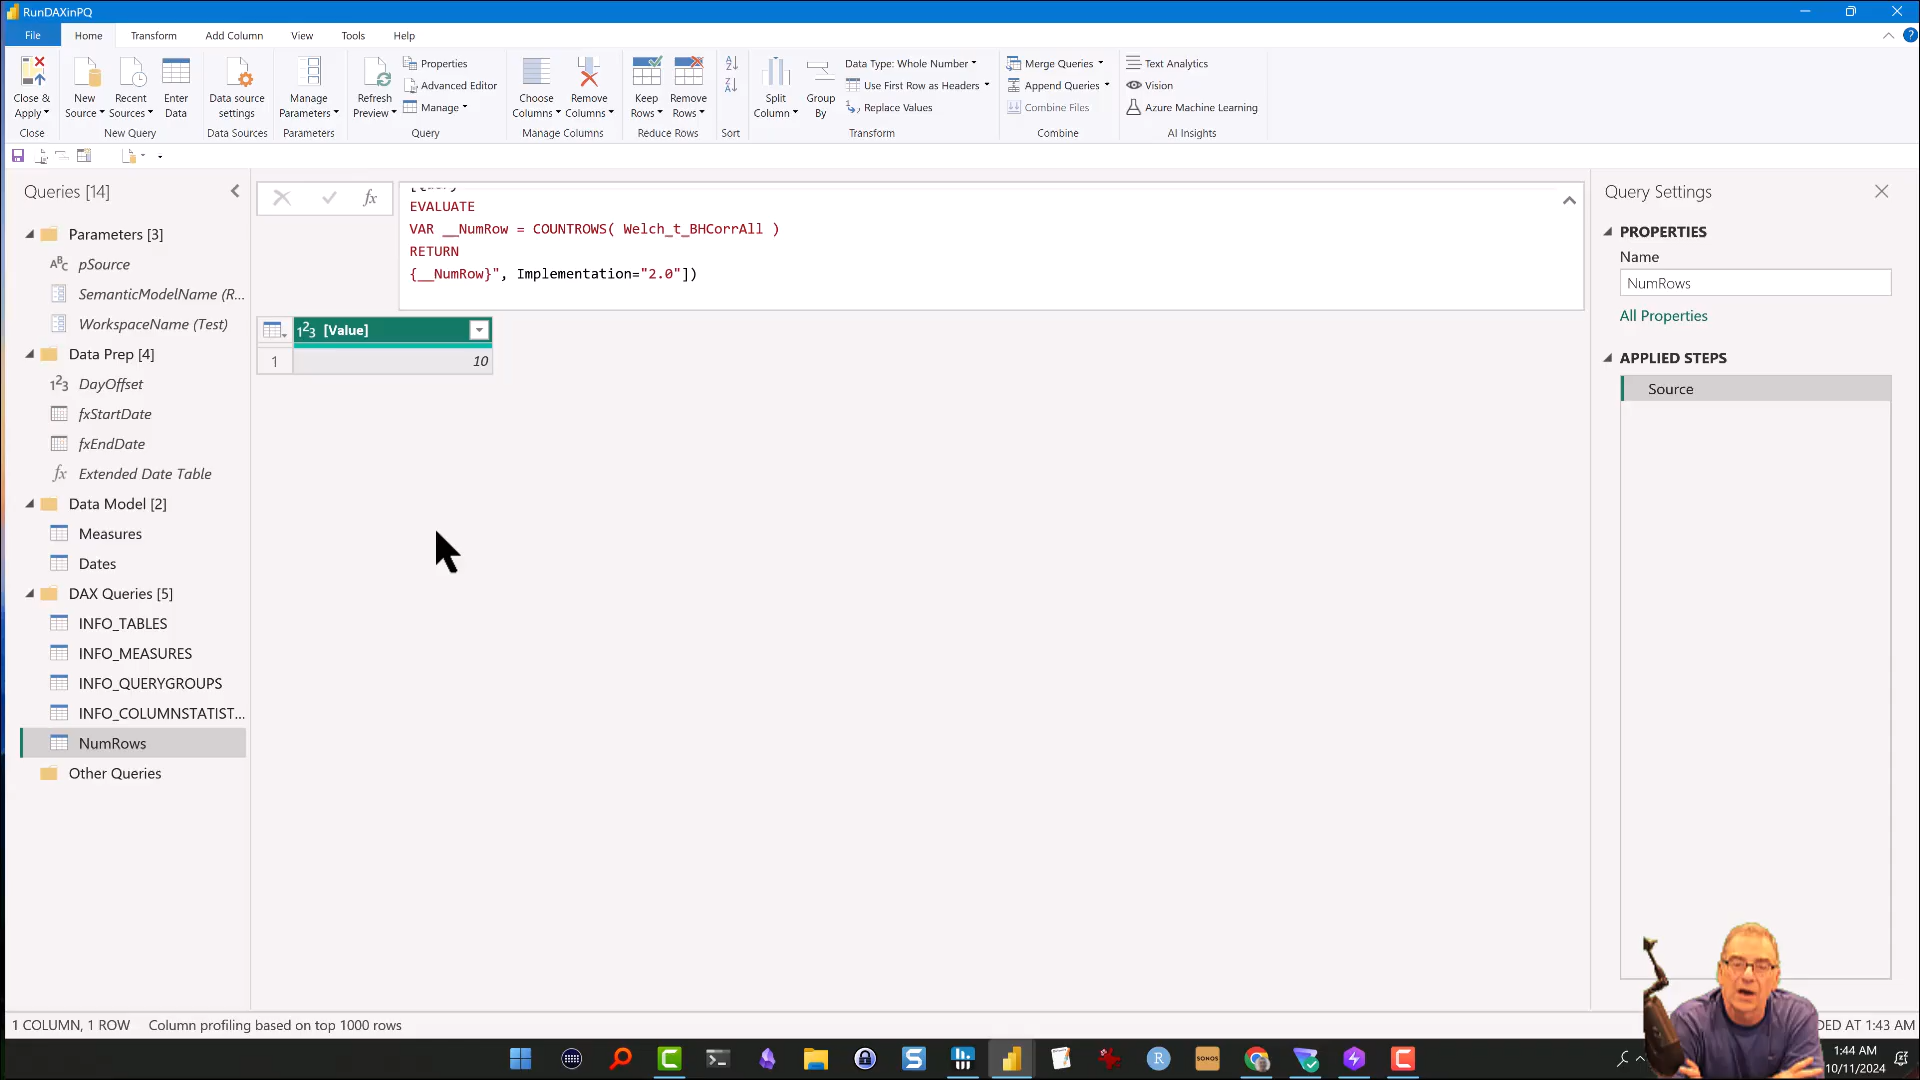 RunDAXinPQ
File Home Transform Add Column View Tools Help
Close & Apply
Close
New Source
Recent Sources
Enter Data
New Query
Data source settings
Data Sources
Manage Parameters
Parameters
Refresh Preview
Properties
Advanced Editor
Manage
Query
Choose Columns
Remove Columns
Manage Columns
Keep Rows
Remove Rows
Reduce Rows
Sort
Split Column
Group By
Data Type: Whole Number
Use First Row as Headers
Replace Values
Transform
Merge Queries
Append Queries
Combine Files
Combine
Text Analytics
Vision
Azure Machine Learning
AI Insights
Queries [14]
Parameters [3]
pSource
SemanticModelName (R...
WorkspaceName (Test)
Data Prep [4]
DayOffset
fxStartDate
fxEndDate
Extended Date Table
Data Model [2]
Measures
Dates
DAX Queries [5]
INFO_TABLES
INFO_MEASURES
INFO_QUERYGROUPS
INFO_COLUMNSTATIST...
NumRows
Other Queries
EVALUATE
VAR __NumRow = COUNTROWS( Welch_t_BHCorrAll )
RETURN
{__NumRow}", Implementation="2.0"])
123 [Value]
1 10
Query Settings
PROPERTIES
Name
NumRows
All Properties
APPLIED STEPS
Source
1 COLUMN, 1 ROW Column profiling based on top 1000 rows
DED AT 1:43 AM
SONOS
1:44 AM
10/11/2024